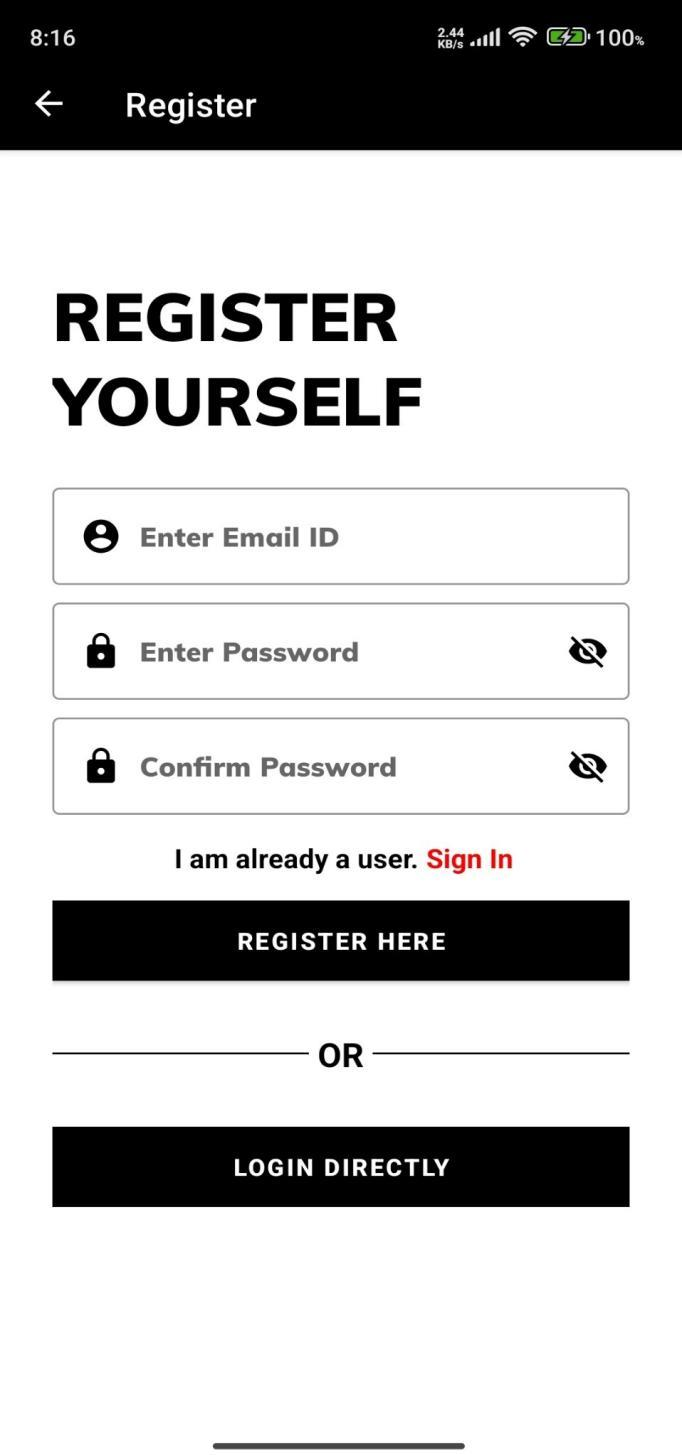 8:16
2.44
KB/s
100%
Register
REGISTER
YOURSELF
Enter Email ID
Enter Password
Confirm Password
I am already a user. Sign In
REGISTER HERE
OR
LOGIN DIRECTLY